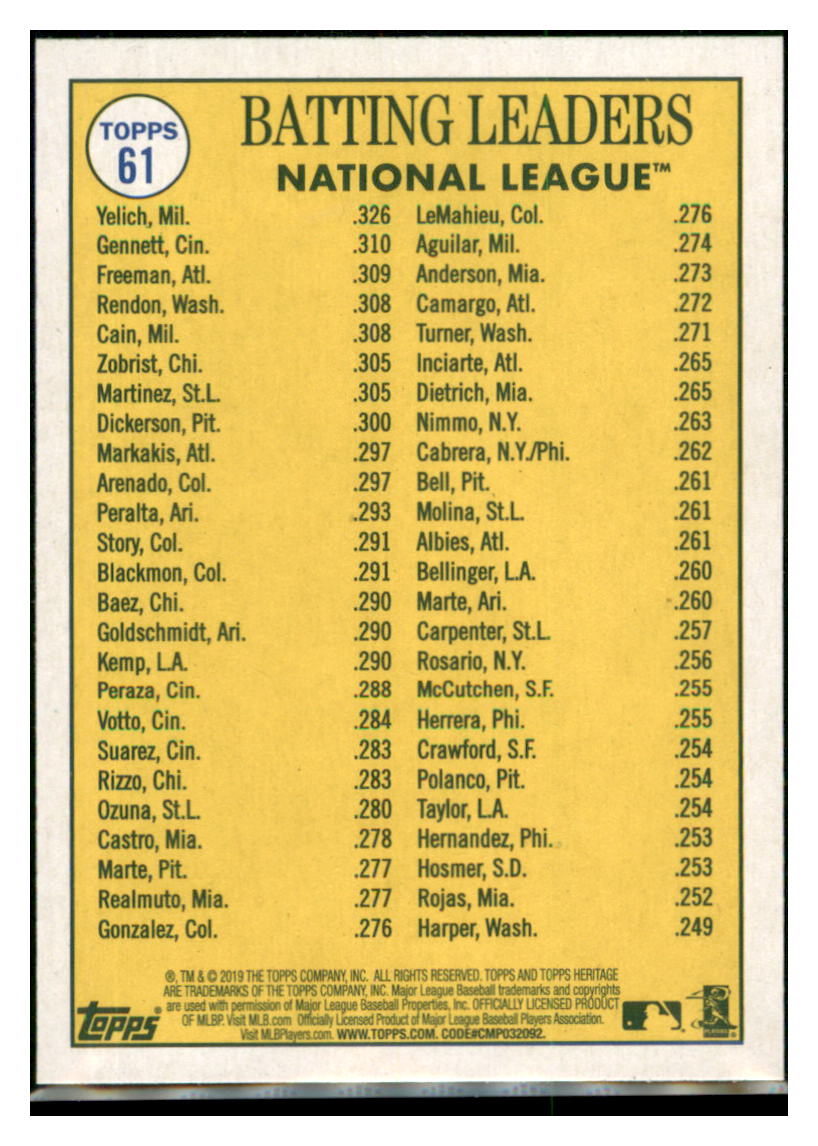 TOPPS
61
BATTING LEADERS
NATIONAL LEAGUE™
Yelich, Mil. .326
Gennett, Cin. .310
Freeman, Atl. .309
Rendon, Wash. .308
Cain, Mil. .308
Zobrist, Chi. .305
Martinez, St.L. .305
Dickerson, Pit. .300
Markakis, Atl. .297
Arenado, Col. .297
Peralta, Ari. .293
Story, Col. .291
Blackmon, Col. .291
Baez, Chi. .290
Goldschmidt, Ari. .290
Kemp, L.A. .290
Peraza, Cin. .288
Votto, Cin. .284
Suarez, Cin. .283
Rizzo, Chi. .283
Ozuna, St.L. .280
Castro, Mia. .278
Marte, Pit. .277
Realmuto, Mia. .277
Gonzalez, Col. .276
LeMahieu, Col. .276
Aguilar, Mil. .274
Anderson, Mia. .273
Camargo, Atl. .272
Turner, Wash. .271
Inciarte, Atl. .265
Dietrich, Mia. .265
Nimmo, N.Y. .263
Cabrera, N.Y./Phi. .262
Bell, Pit. .261
Molina, St.L. .261
Albies, Atl. .261
Bellinger, L.A. .260
Marte, Ari. .260
Carpenter, St.L. .257
Rosario, N.Y. .256
McCutchen, S.F. .255
Herrera, Phi. .255
Crawford, S.F. .254
Polanco, Pit. .254
Taylor, L.A. .254
Hernandez, Phi. .253
Hosmer, S.D. .253
Rojas, Mia. .252
Harper, Wash. .249
®, TM & © 2019 THE TOPPS COMPANY, INC. ALL RIGHTS RESERVED. TOPPS AND TOPPS HERITAGE
ARE TRADEMARKS OF THE TOPPS COMPANY, INC. Major League Baseball trademarks and copyrights
are used with permission of Major League Baseball Properties, Inc. OFFICIALLY LICENSED PRODUCT
OF MLBP. Visit MLB.com Officially Licensed Product of Major League Baseball Players Association.
Visit MLBPlayers.com. WWW.TOPPS.COM. CODE#CMP032092.
Topps®